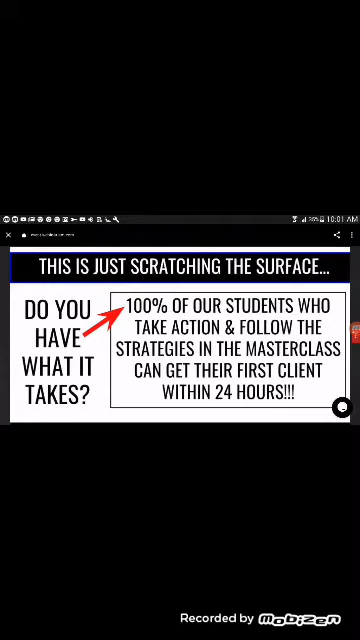 10:01 AM
35%
THIS IS JUST SCRATCHING THE SURFACE...
DO YOU
HAVE
WHAT IT
TAKES?
100% OF OUR STUDENTS WHO
TAKE ACTION & FOLLOW THE
STRATEGIES IN THE MASTERCLASS
CAN GET THEIR FIRST CLIENT
WITHIN 24 HOURS!!!
Recorded by mobizen